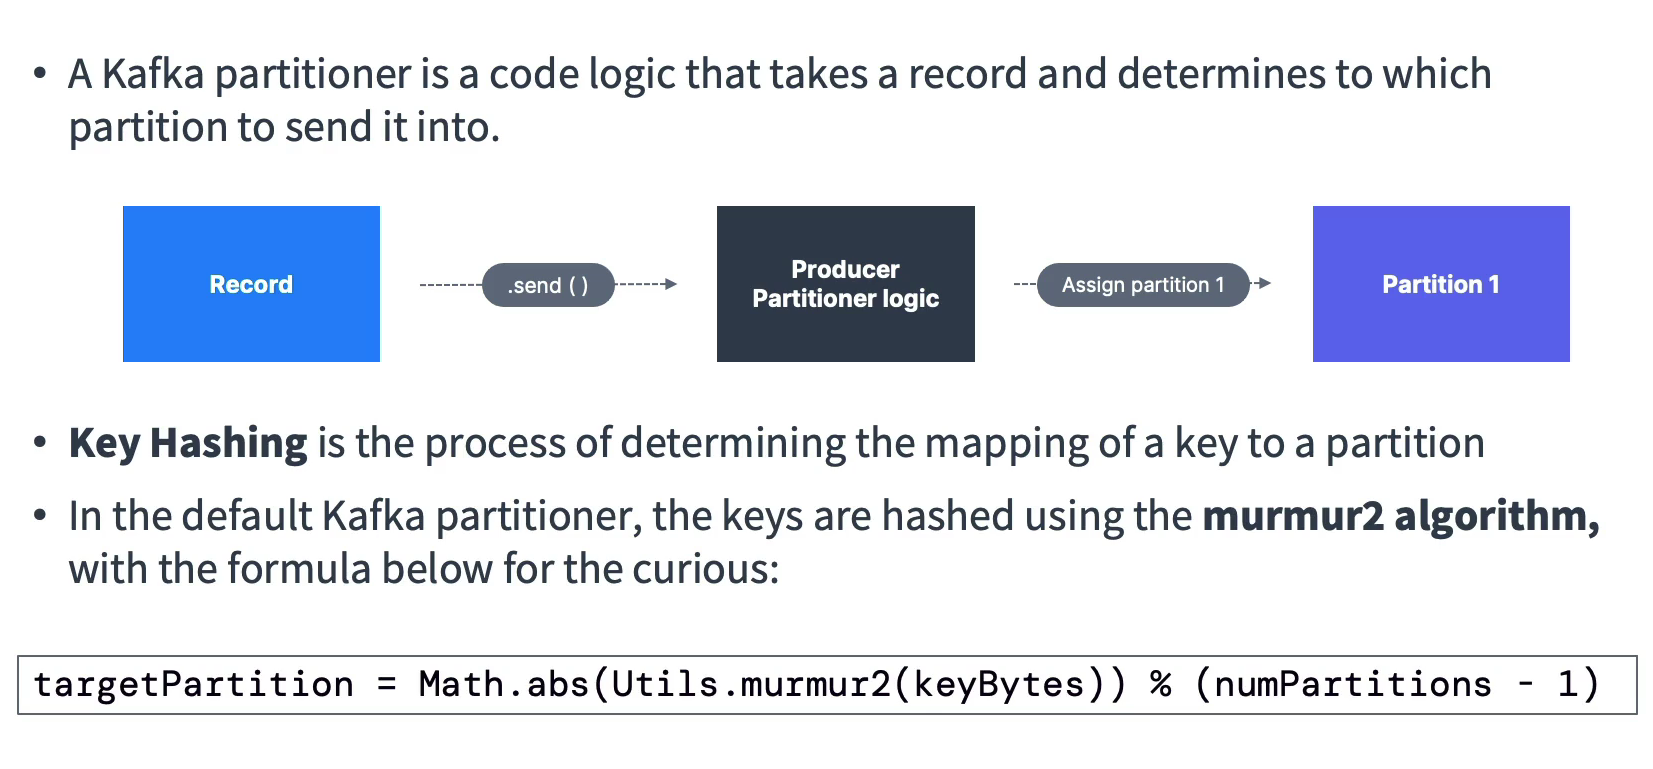 • A Kafka partitioner is a code logic that takes a record and determines to which
partition to send it into.
Record
.send ( )
Producer
Partitioner logic
Assign partition 1
Partition 1
• Key Hashing is the process of determining the mapping of a key to a partition
• In the default Kafka partitioner, the keys are hashed using the murmur2 algorithm,
with the formula below for the curious:
targetPartition = Math.abs(Utils.murmur2(keyBytes)) % (numPartitions - 1)